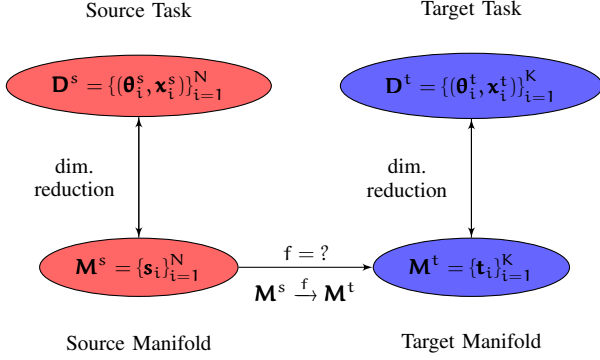 Source Task
Target Task
D^s = {(θ_i^s, x_i^s)}_{i=1}^N
D^t = {(θ_i^t, x_i^t)}_{i=1}^K
dim.
reduction
dim.
reduction
f = ?
M^s = {s_i}_{i=1}^N
M^t = {t_i}_{i=1}^K
M^s →^f M^t
Source Manifold
Target Manifold